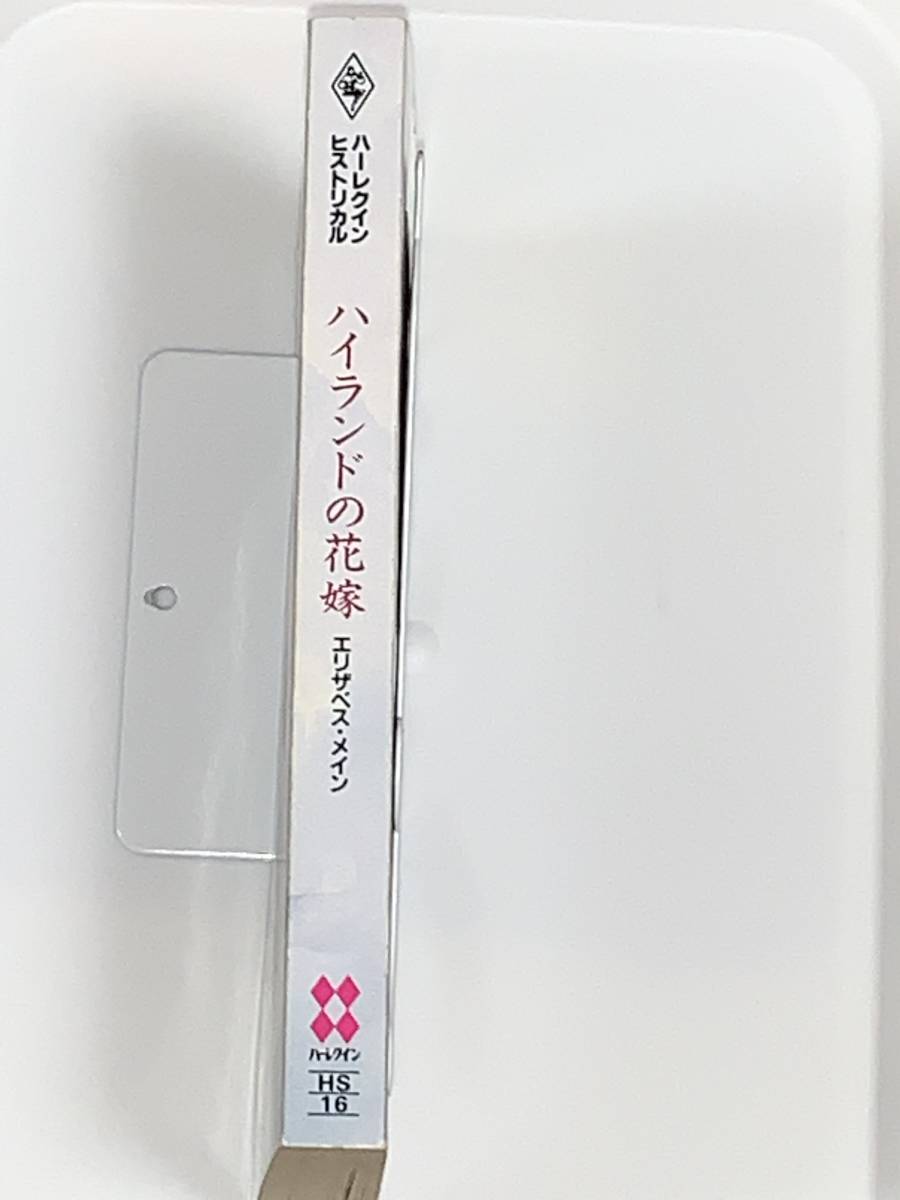 ハーレクイン
ヒストリカル
ハイランドの花嫁
エリザベス・メイン
ハーレクイン
HS
16